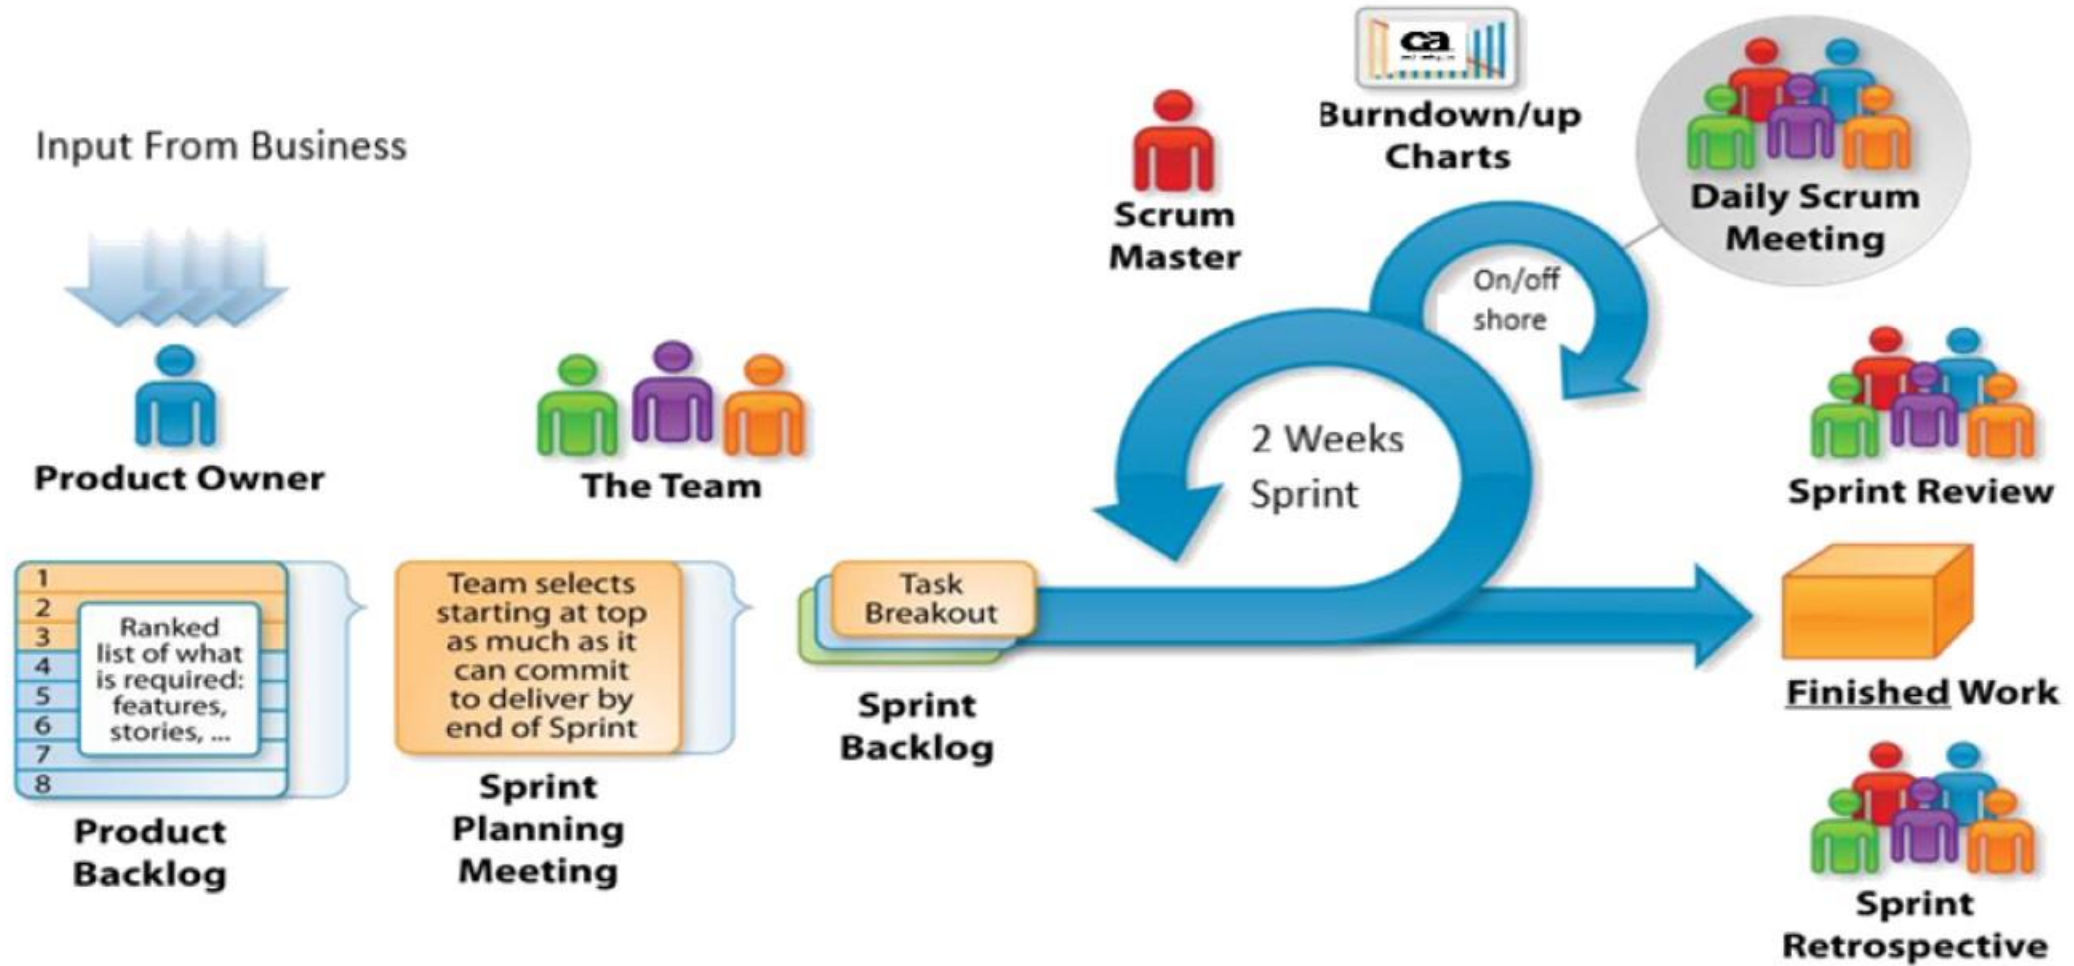 Input From Business
Product Owner
1
2
3
4
5
6
7
8
Ranked
list of what
is required:
features,
stories, ...
Product
Backlog
The Team
Team selects
starting at top
as much as it
can commit
to deliver by
end of Sprint
Sprint
Planning
Meeting
Task
Breakout
Sprint
Backlog
Scrum
Master
ca
Burndown/up
Charts
On/off
shore
2 Weeks
Sprint
Daily Scrum
Meeting
Sprint Review
Finished Work
Sprint
Retrospective